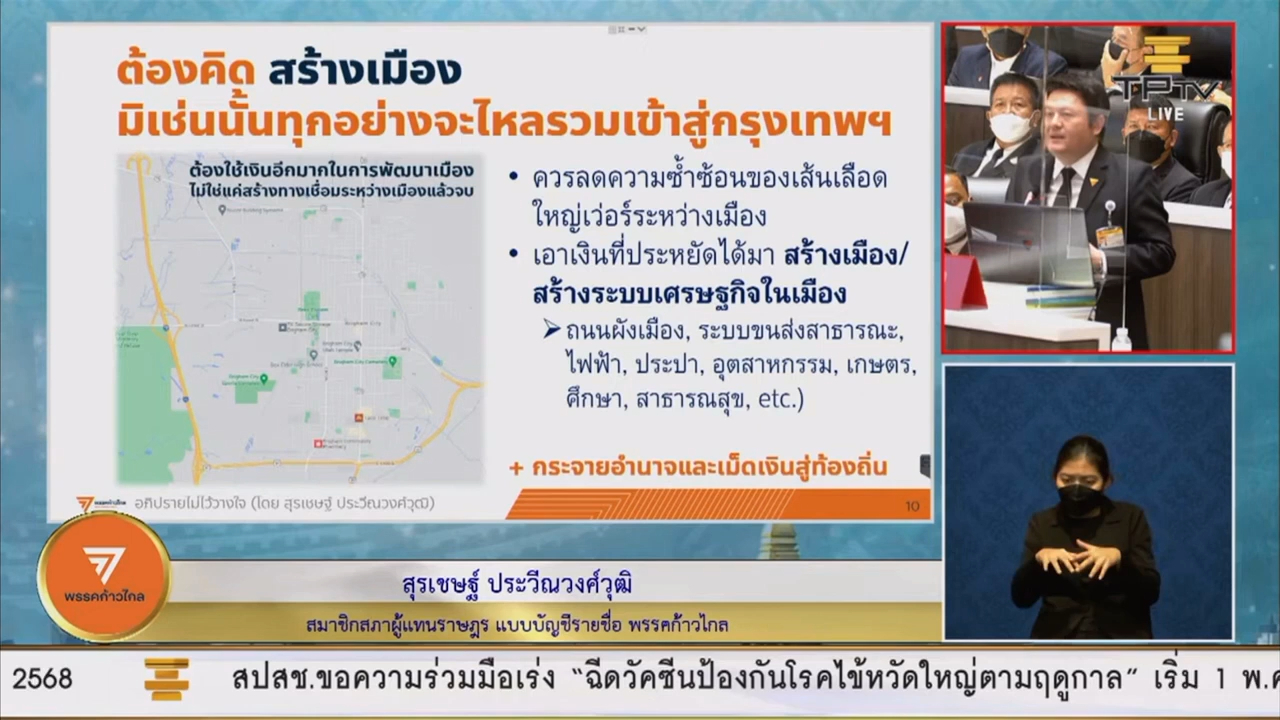 ต้องคิด สร้างเมือง
มิเช่นนั้นทุกอย่างจะไหลรวมเข้าสู่กรุงเทพฯ
ต้องใช้เงินอีกมากในการพัฒนาเมือง
ไม่ใช่แค่สร้างทางเชื่อมระหว่างเมืองแล้วจบ
• ควรลดความซ้ำซ้อนของเส้นเลือด
ใหญ่เว่อร์ระหว่างเมือง
• เอาเงินที่ประหยัดได้มา สร้างเมือง/
สร้างระบบเศรษฐกิจในเมือง
➢ ถนนผังเมือง, ระบบขนส่งสาธารณะ,
ไฟฟ้า, ประปา, อุตสาหกรรม, เกษตร,
ศึกษา, สาธารณสุข, etc.)
+ กระจายอำนาจและเม็ดเงินสู่ท้องถิ่น
อภิปรายไม่ไว้วางใจ (โดย สุรเชษฐ์ ประวีณวงศ์วุฒิ)
10
TPTV
LIVE
พรรคก้าวไกล
สุรเชษฐ์ ประวีณวงศ์วุฒิ
สมาชิกสภาผู้แทนราษฎร แบบบัญชีรายชื่อ พรรคก้าวไกล
2568 สปสช.ขอความร่วมมือเร่ง “ฉีดวัคซีนป้องกันโรคไข้หวัดใหญ่ตามฤดูกาล” เริ่ม 1 พ.ค